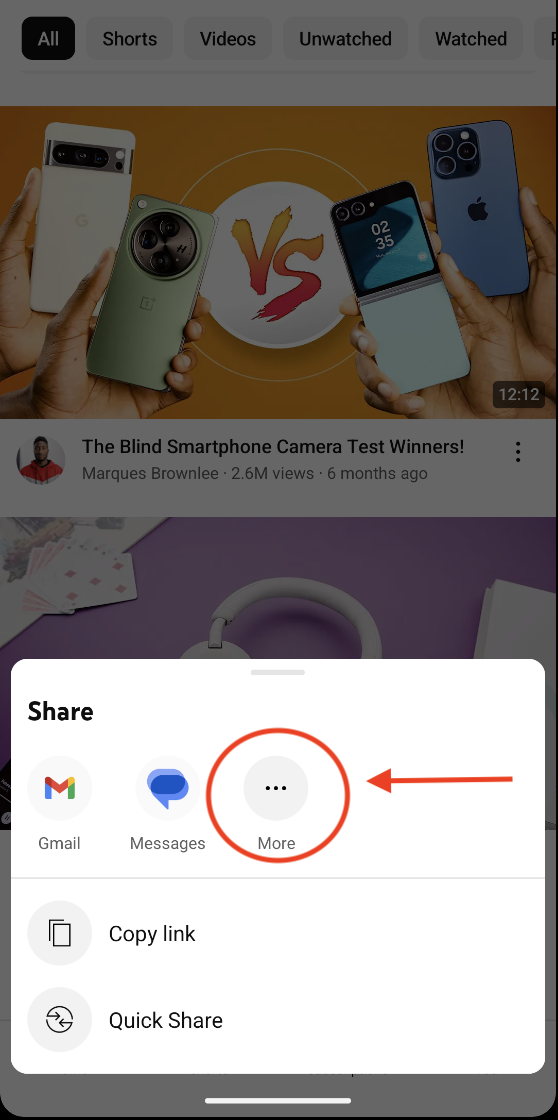 All Shorts Videos Unwatched Watched
VS
02
35
12:12
The Blind Smartphone Camera Test Winners!
Marques Brownlee · 2.6M views · 6 months ago
Share
Gmail Messages More
Copy link
Quick Share